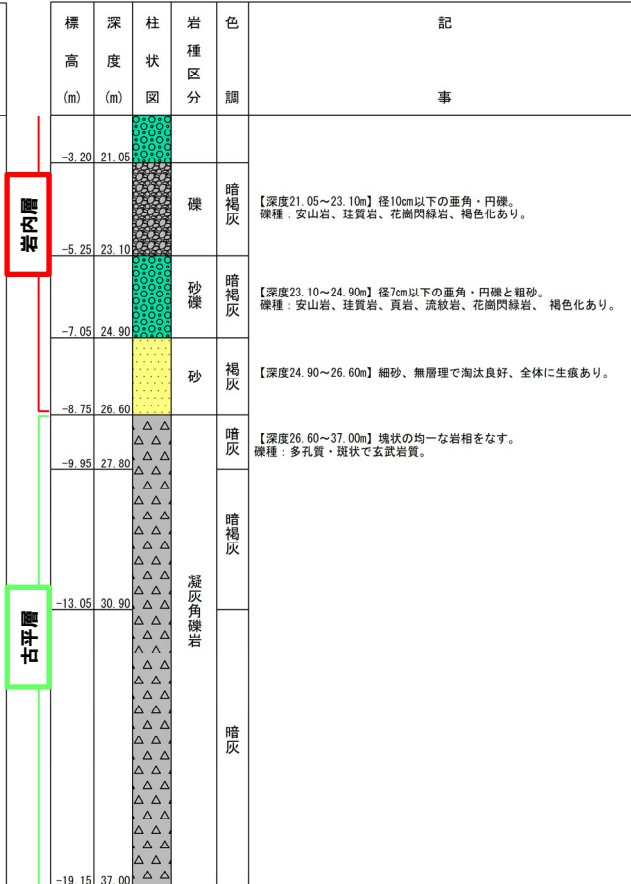 標高(m)
深度(m)
柱状図
岩種区分
色調
記事
岩内層
-3.20 21.05
礫
暗褐灰
【深度21.05~23.10m】径10cm以下の亜角・円礫。
礫種：安山岩、珪質岩、花崗閃緑岩、褐色化あり。
-5.25 23.10
砂礫
暗褐灰
【深度23.10~24.90m】径7cm以下の亜角・円礫と粗砂。
礫種：安山岩、珪質岩、頁岩、流紋岩、花崗閃緑岩、 褐色化あり。
-7.05 24.90
砂
褐灰
【深度24.90~26.60m】細砂、無層理で淘汰良好、全体に生痕あり。
-8.75 26.60
暗灰
【深度26.60~37.00m】塊状の均一な岩相をなす。
礫種：多孔質・斑状で玄武岩質。
-9.95 27.80
暗褐灰
凝灰角礫岩
古平層
-13.05 30.90
暗灰
-19.15 37.00